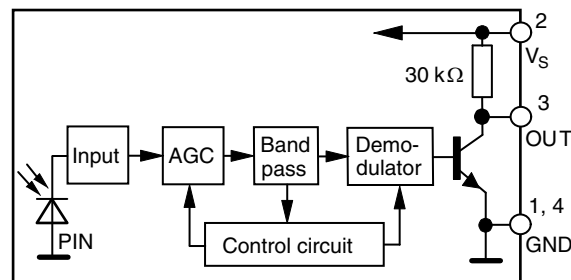 2
V_S
30 kΩ
3
OUT
Input
AGC
Band
pass
Demo-
dulator
1, 4
GND
PIN
Control circuit